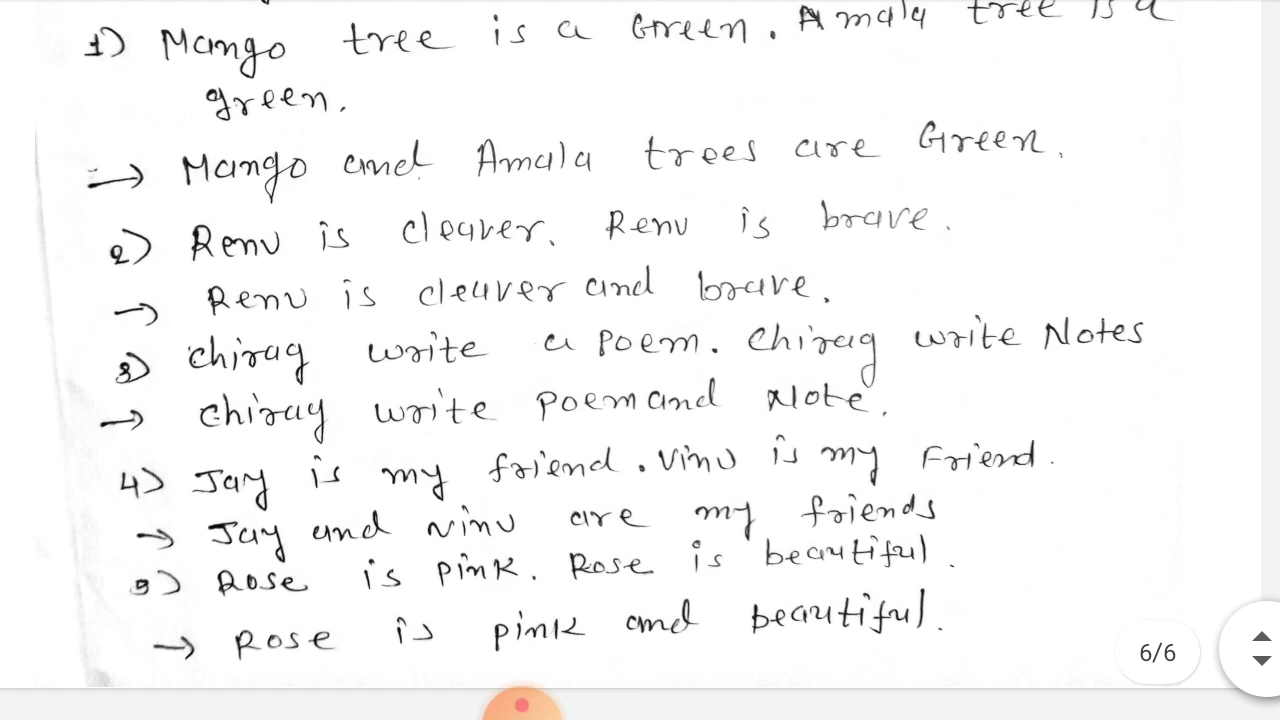 1) Mango tree is a Green. Amala tree is a
green.
→ Mango and Amala trees are Green.
2) Renu is cleaver. Renu is brave.
→ Renu is cleaver and brave.
3) Chirag write a poem. Chirag write Notes
→ Chirag write poem and Note.
4) Jay is my friend. Vinu is my Friend.
→ Jay and Vinu are my friends
5) Rose is pink. Rose is beautiful.
→ Rose is pink and beautiful.
6/6